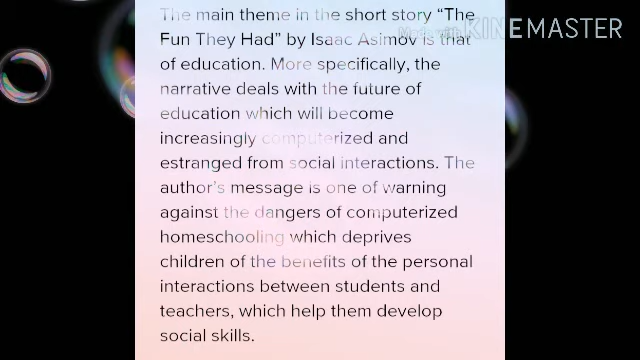 The main theme in the short story “The
Fun They Had” by Isaac Asimov is that
Made with KINEMASTER
of education. More specifically, the
narrative deals with the future of
education which will become
increasingly computerized and
estranged from social interactions. The
author's message is one of warning
against the dangers of computerized
homeschooling which deprives
children of the benefits of the personal
interactions between students and
teachers, which help them develop
social skills.